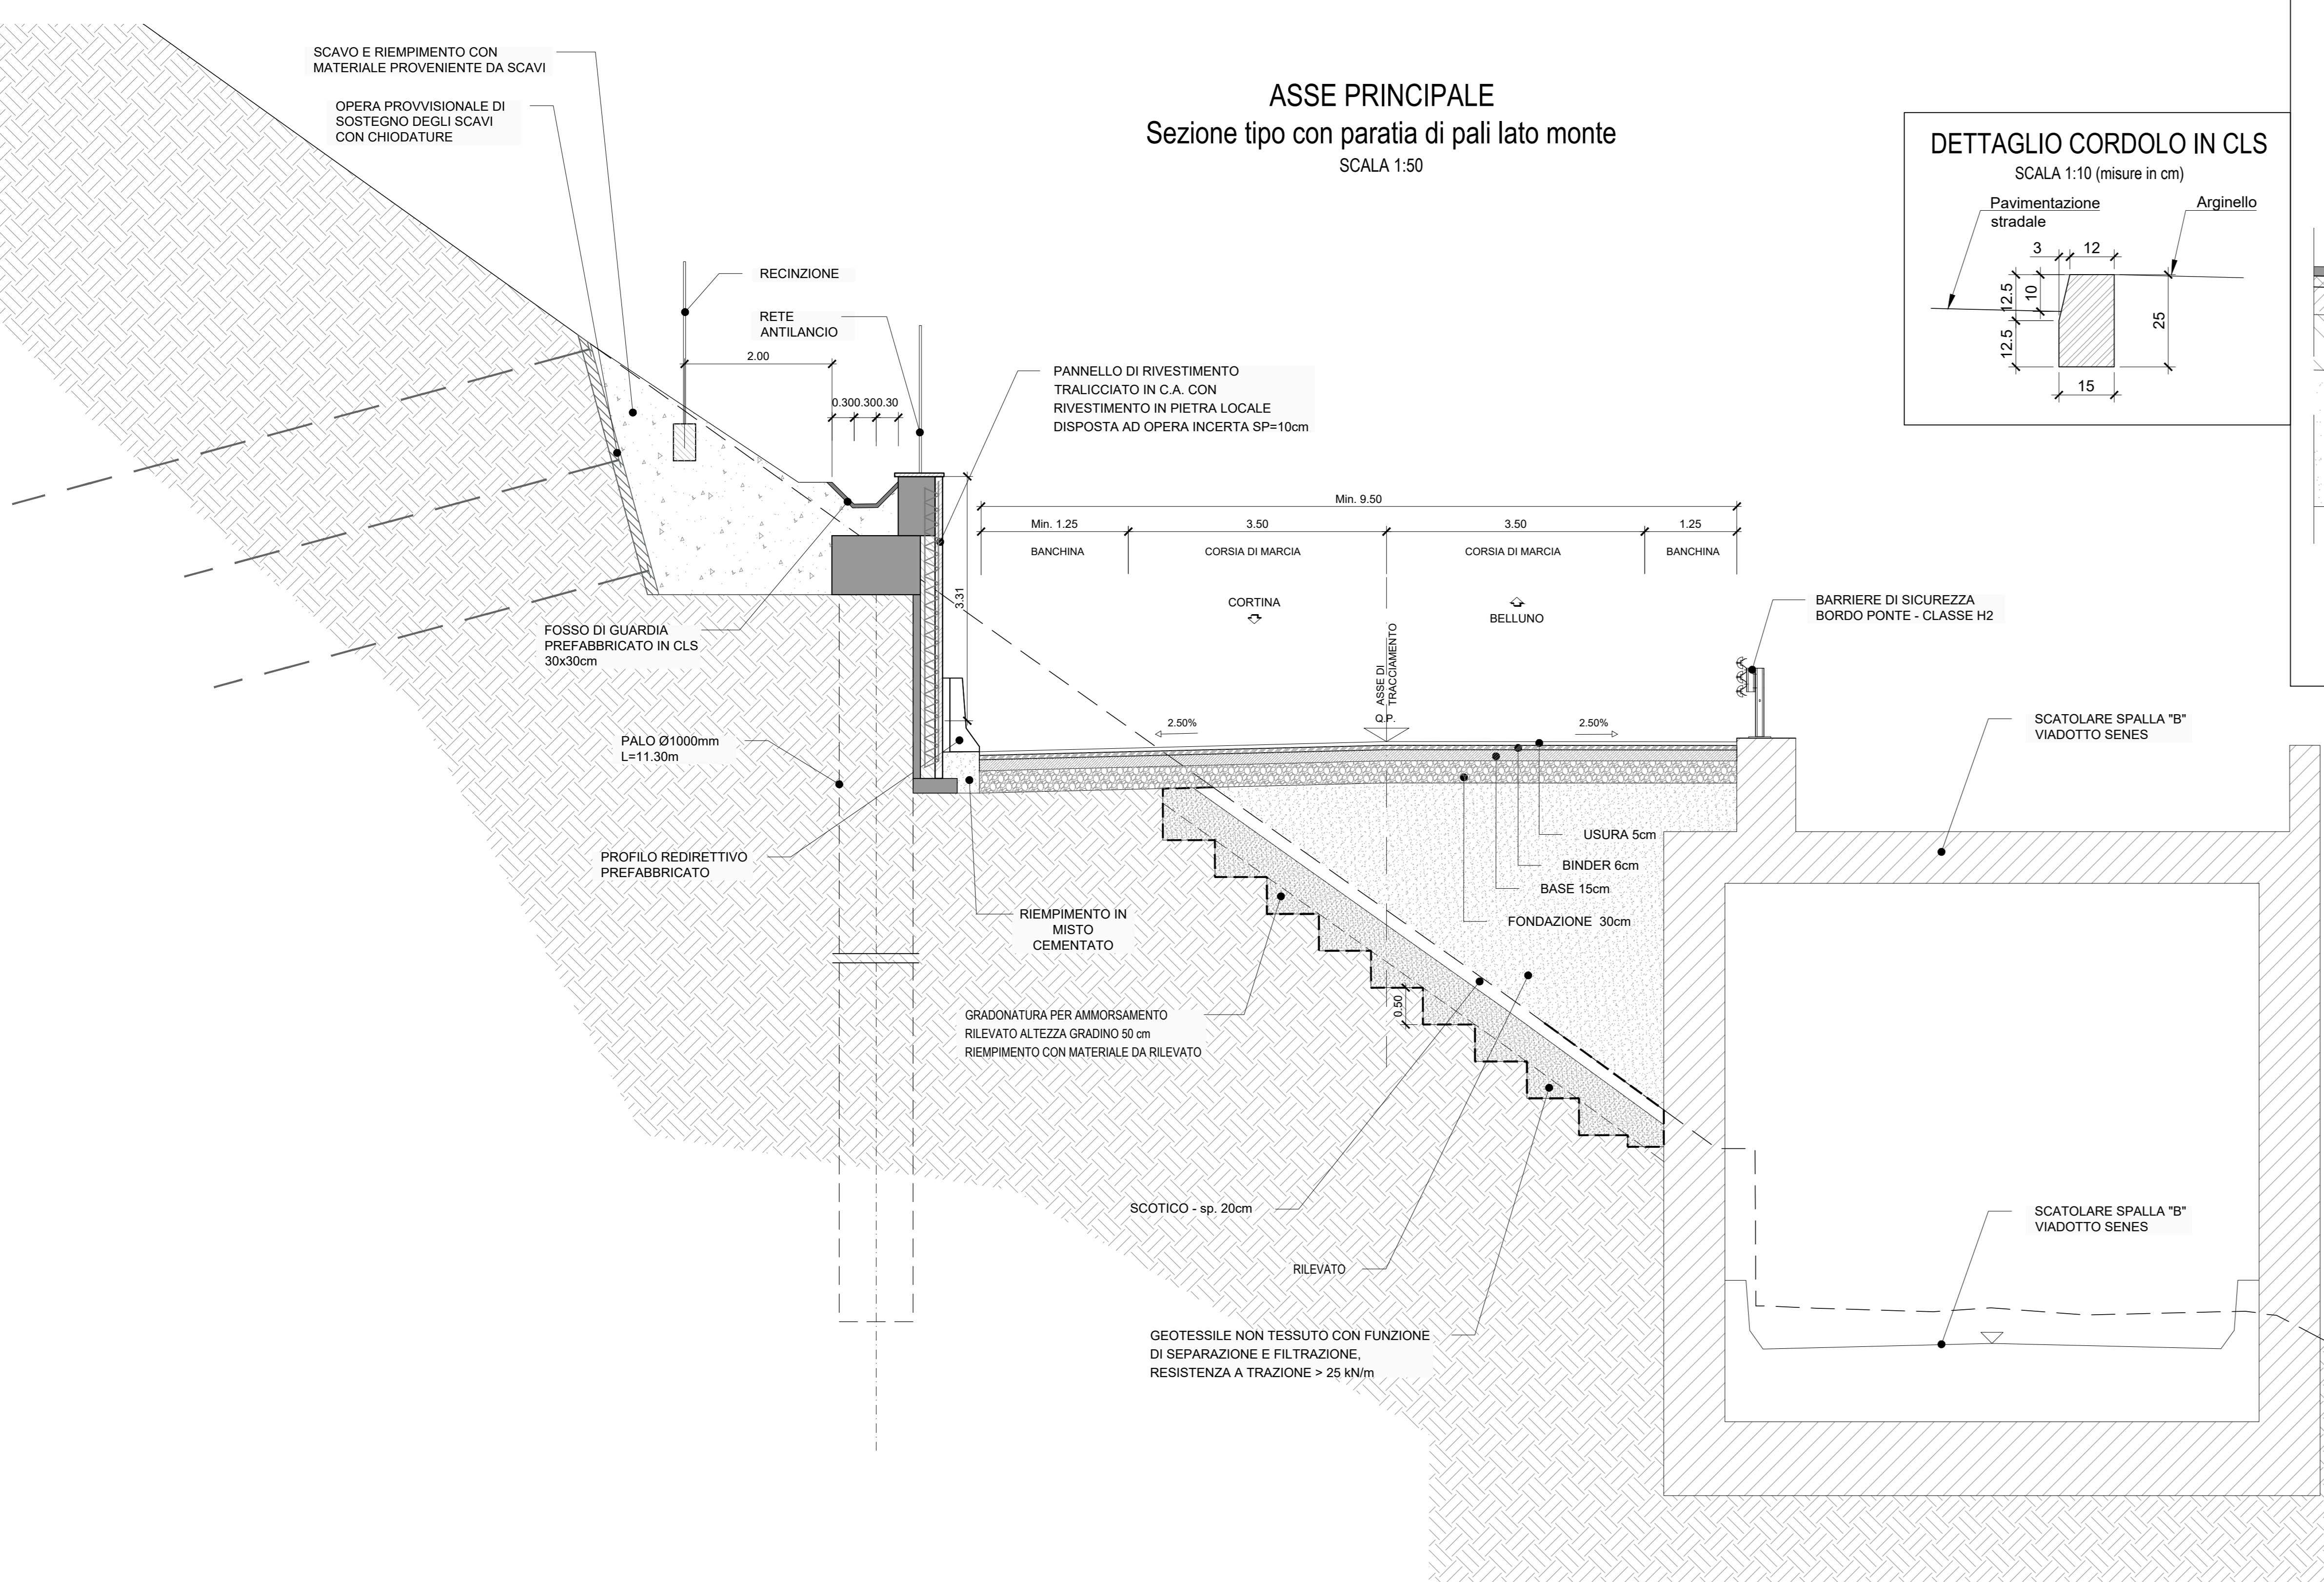 SCAVO E RIEMPIMENTO CON
MATERIALE PROVENIENTE DA SCAVI
OPERA PROVVISIONALE DI
SOSTEGNO DEGLI SCAVI
CON CHIODATURE
ASSE PRINCIPALE
Sezione tipo con paratia di pali lato monte
SCALA 1:50
DETTAGLIO CORDOLO IN CLS
SCALA 1:10 (misure in cm)
Pavimentazione
stradale
Arginello
3
12
12.5
10
12.5
25
15
RECINZIONE
RETE
ANTILANCIO
2.00
0.30
0.30
0.30
PANNELLO DI RIVESTIMENTO
TRALICCIATO IN C.A. CON
RIVESTIMENTO IN PIETRA LOCALE
DISPOSTA AD OPERA INCERTA SP=10cm
Min. 9.50
Min. 1.25
3.50
3.50
1.25
BANCHINA
CORSIA DI MARCIA
CORSIA DI MARCIA
BANCHINA
3.31
CORTINA
BELLUNO
ASSE DI
TRACCIAMENTO
Q.P.
2.50%
2.50%
BARRIERE DI SICUREZZA
BORDO PONTE - CLASSE H2
FOSSO DI GUARDIA
PREFABBRICATO IN CLS
30x30cm
PALO Ø1000mm
L=11.30m
SCATOLARE SPALLA "B"
VIADOTTO SENES
PROFILO REDIRETTIVO
PREFABBRICATO
USURA 5cm
BINDER 6cm
BASE 15cm
FONDAZIONE 30cm
RIEMPIMENTO IN
MISTO
CEMENTATO
0.50
GRADONATURA PER AMMORSAMENTO
RILEVATO ALTEZZA GRADINO 50 cm
RIEMPIMENTO CON MATERIALE DA RILEVATO
SCOTICO - sp. 20cm
SCATOLARE SPALLA "B"
VIADOTTO SENES
RILEVATO
GEOTESSILE NON TESSUTO CON FUNZIONE
DI SEPARAZIONE E FILTRAZIONE,
RESISTENZA A TRAZIONE > 25 kN/m